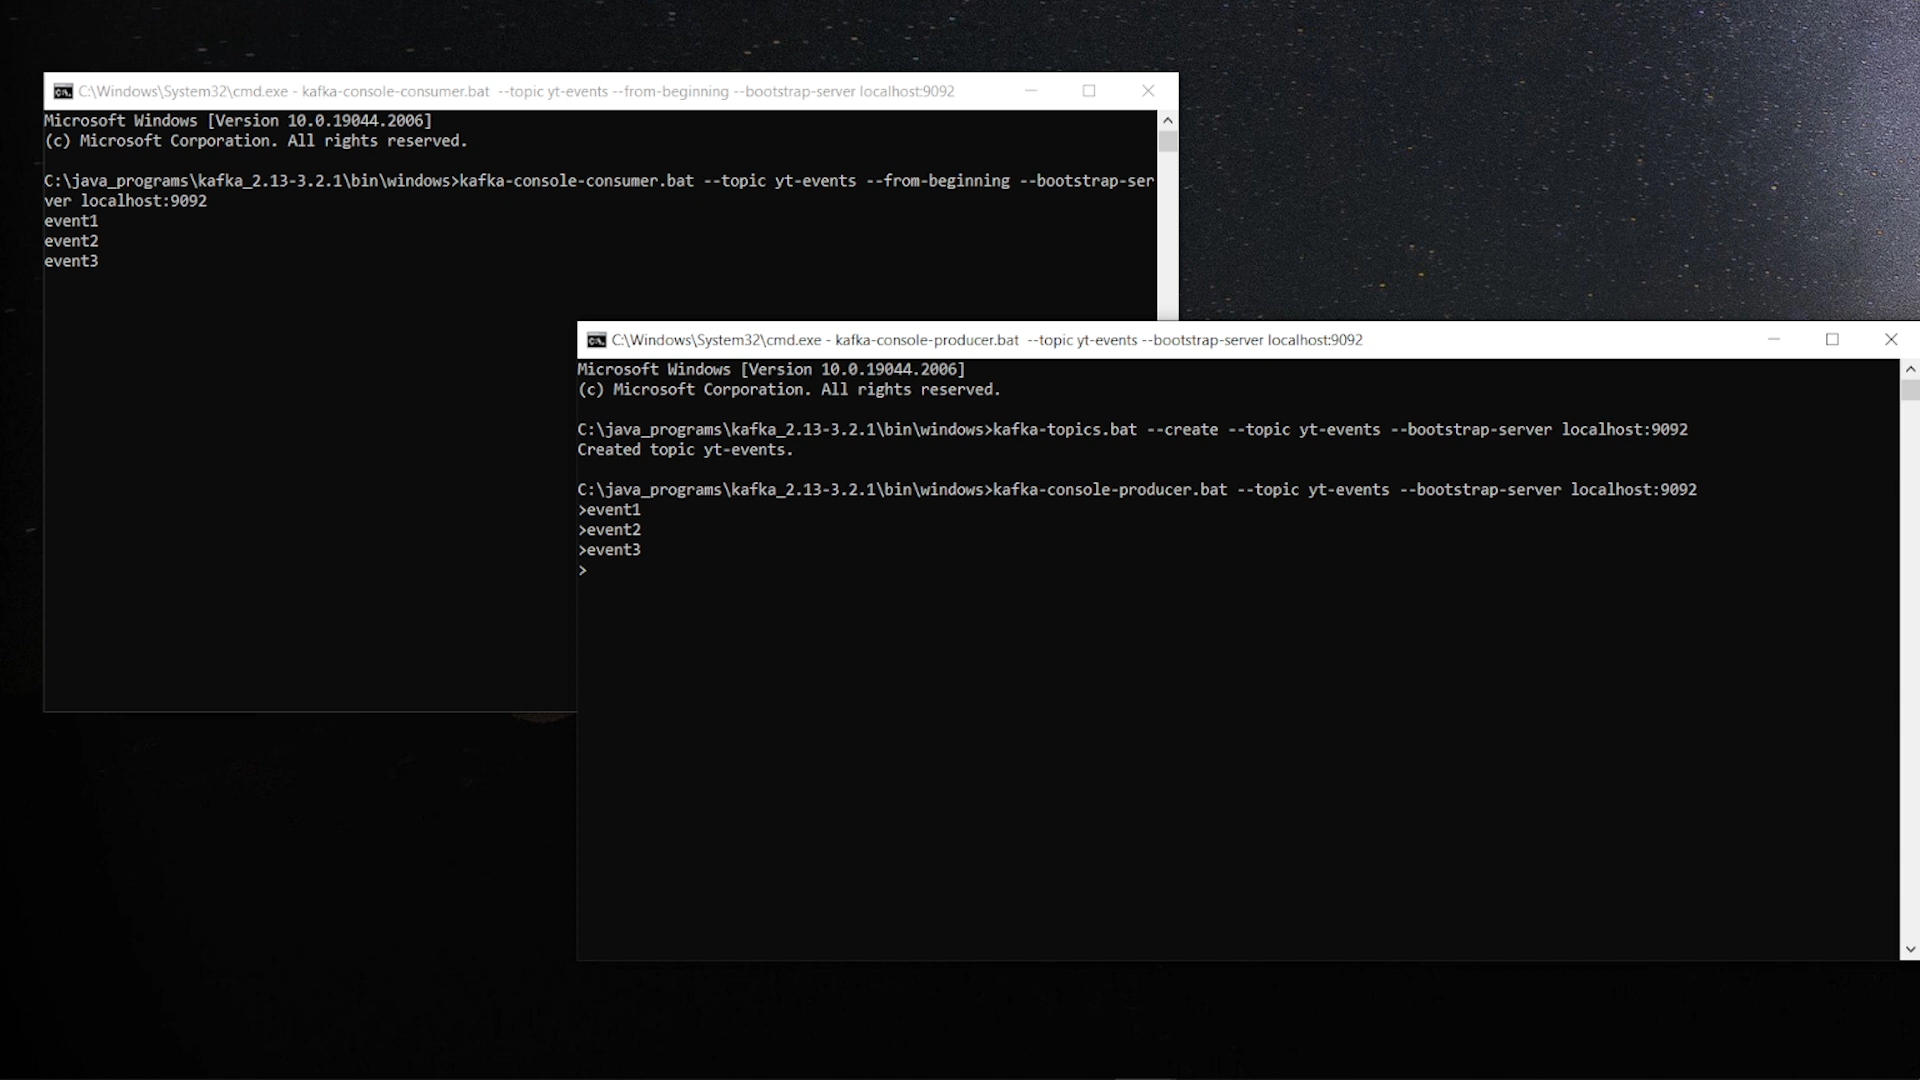 C:\Windows\System32\cmd.exe - kafka-console-consumer.bat  --topic yt-events --from-beginning --bootstrap-server localhost:9092
Microsoft Windows [Version 10.0.19044.2006]
(c) Microsoft Corporation. All rights reserved.
C:\java_programs\kafka_2.13-3.2.1\bin\windows>kafka-console-consumer.bat --topic yt-events --from-beginning --bootstrap-ser
ver localhost:9092
event1
event2
event3
C:\Windows\System32\cmd.exe - kafka-console-producer.bat  --topic yt-events --bootstrap-server localhost:9092
Microsoft Windows [Version 10.0.19044.2006]
(c) Microsoft Corporation. All rights reserved.
C:\java_programs\kafka_2.13-3.2.1\bin\windows>kafka-topics.bat --create --topic yt-events --bootstrap-server localhost:9092
Created topic yt-events.
C:\java_programs\kafka_2.13-3.2.1\bin\windows>kafka-console-producer.bat --topic yt-events --bootstrap-server localhost:9092
>event1
>event2
>event3
>